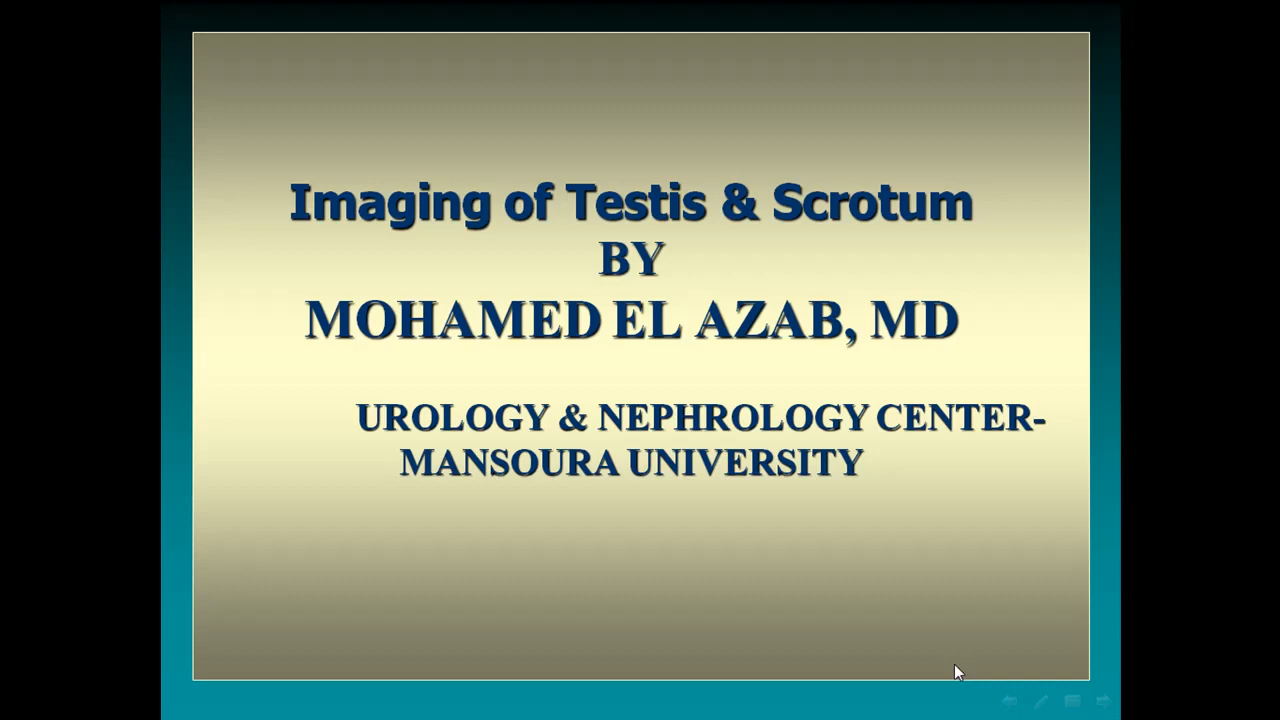 Imaging of Testis & Scrotum
BY
MOHAMED EL AZAB, MD
UROLOGY & NEPHROLOGY CENTER-
MANSOURA UNIVERSITY